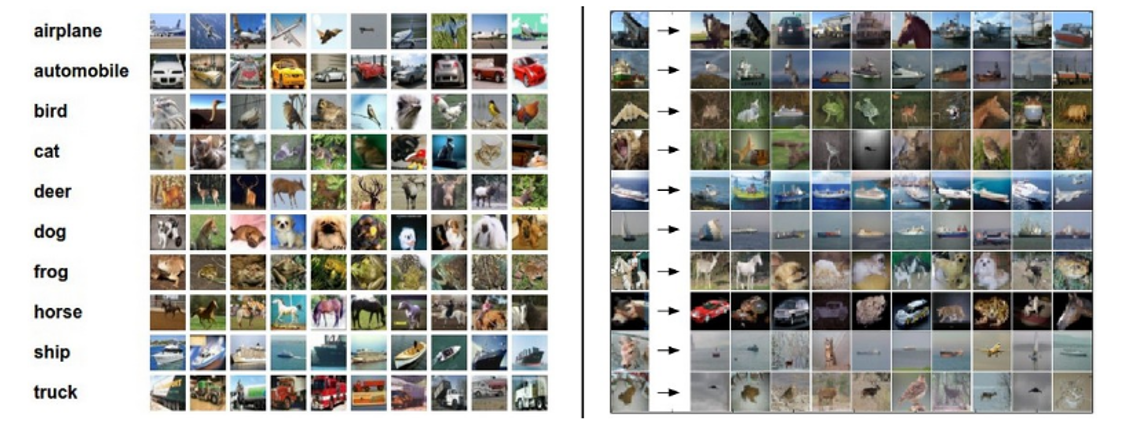 airplane
automobile
bird
cat
deer
dog
frog
horse
ship
truck